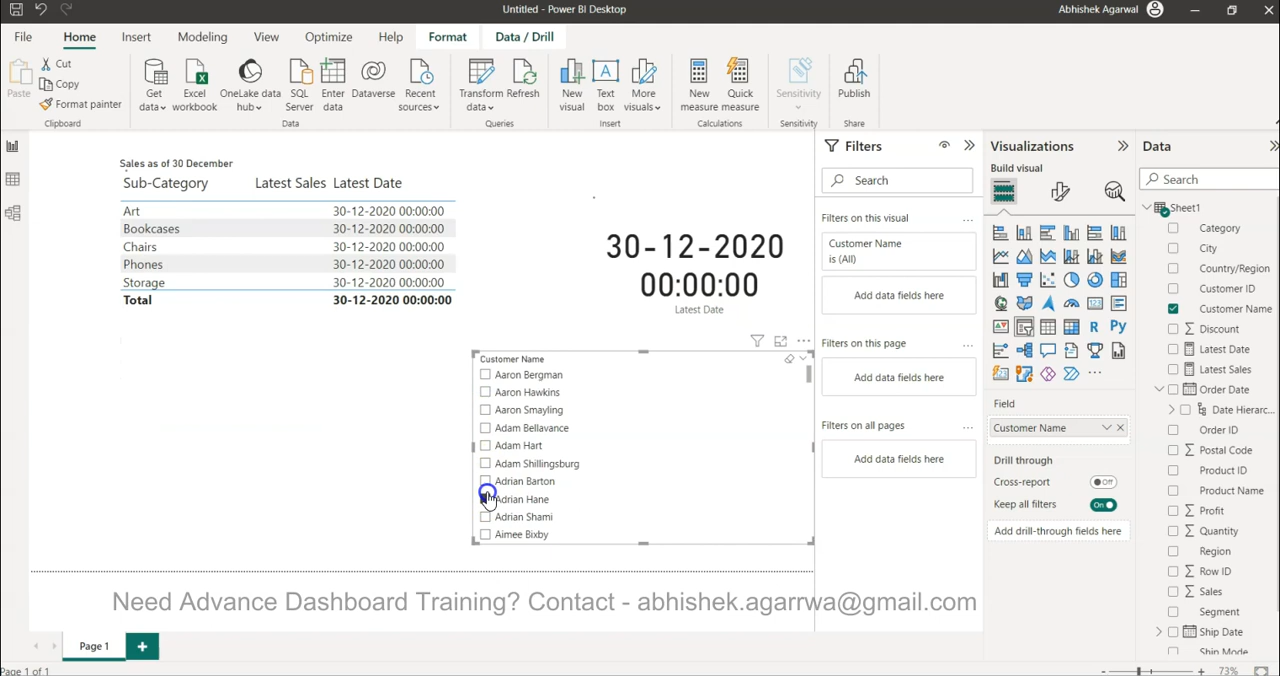 Untitled - Power BI Desktop
Abhishek Agarwal
File
Home
Insert
Modeling
View
Optimize
Help
Format
Data / Drill
Paste
Cut
Copy
Format painter
Clipboard
Get data
Excel workbook
OneLake data hub
SQL Server
Enter data
Dataverse
Recent sources
Data
Transform data
Refresh
Queries
New visual
Text box
More visuals
Insert
New measure
Quick measure
Calculations
Sensitivity
Sensitivity
Publish
Share
Sales as of 30 December
Sub-Category Latest Sales Latest Date
Art 30-12-2020 00:00:00
Bookcases 30-12-2020 00:00:00
Chairs 30-12-2020 00:00:00
Phones 30-12-2020 00:00:00
Storage 30-12-2020 00:00:00
Total 30-12-2020 00:00:00
30-12-2020
00:00:00
Latest Date
Customer Name
Aaron Bergman
Aaron Hawkins
Aaron Smayling
Adam Bellavance
Adam Hart
Adam Shillingsburg
Adrian Barton
Adrian Hane
Adrian Shami
Aimee Bixby
Filters
Search
Filters on this visual
Customer Name
is (All)
Add data fields here
Filters on this page
Add data fields here
Filters on all pages
Add data fields here
Visualizations
Build visual
R
Py
Field
Customer Name
Drill through
Cross-report
Off
Keep all filters
On
Add drill-through fields here
Data
Search
Sheet1
Category
City
Country/Region
Customer ID
Customer Name
Discount
Latest Date
Latest Sales
Order Date
Date Hierarc...
Order ID
Postal Code
Product ID
Product Name
Profit
Quantity
Region
Row ID
Sales
Segment
Ship Date
Ship Mode
Need Advance Dashboard Training? Contact - abhishek.agarrwa@gmail.com
Page 1
Page 1 of 1
73%